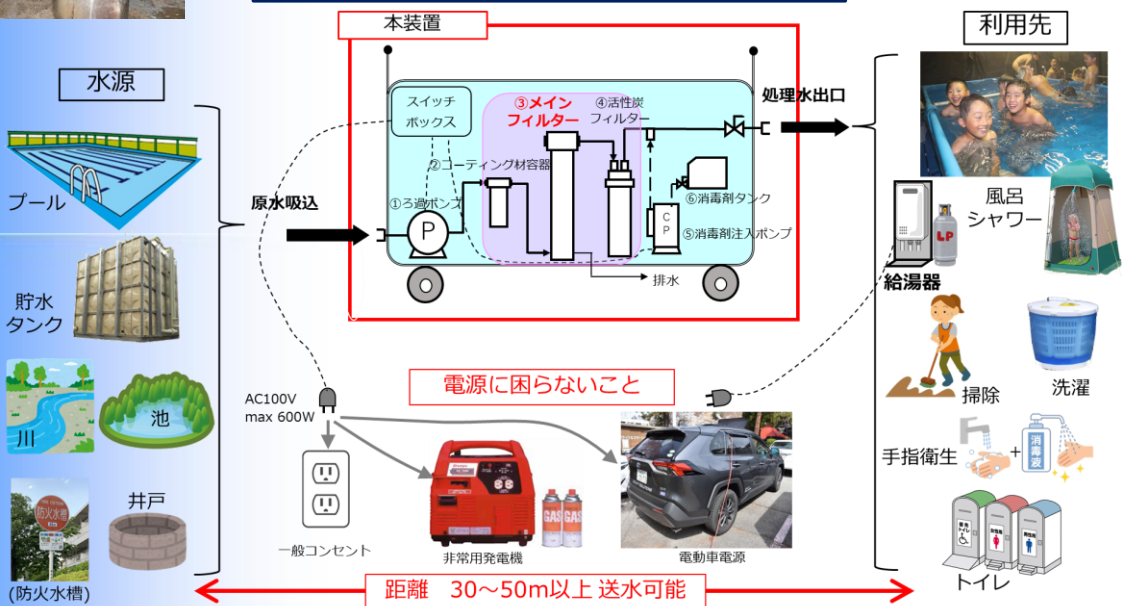 本装置
利用先
水源
スイッチ
ボックス
③メイン
フィルター
④活性炭
フィルター
処理水出口
②コーティング材容器
①ろ過ポンプ
P
原水吸込
⑥消毒剤タンク
C
P
⑤消毒剤注入ポンプ
排水
プール
貯水
タンク
川
池
井戸
防火水槽
(防火水槽)
風呂
シャワー
LP
給湯器
掃除
洗濯
手指衛生
+
消
毒
液
トイレ
電源に困らないこと
AC100V
max 600W
一般コンセント
GAS
GAS
非常用発電機
電動車電源
距離 30～50m以上 送水可能